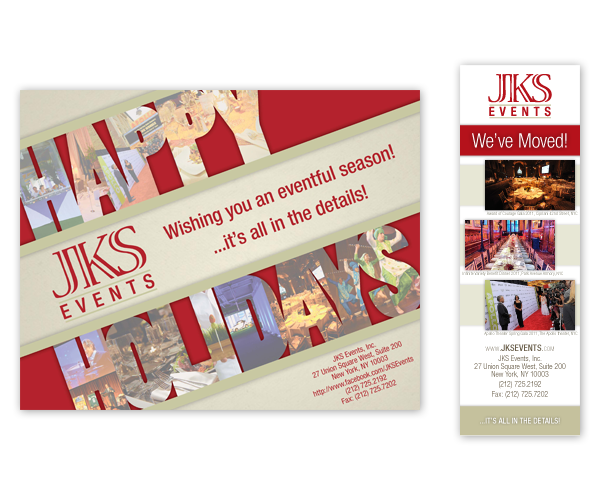 HAPPY
Wishing you an eventful season!
...it's all in the details!
JKS
EVENTS
HOLIDAYS
JKS Events, Inc.
27 Union Square West, Suite 200
New York, NY 10003
http://www.facebook.com/JKSEvents
(212) 725.2192
Fax: (212) 725.7202
JKS
EVENTS
We've Moved!
WWW.JKSEVENTS.COM
JKS Events, Inc.
27 Union Square West, Suite 200
New York, NY 10003
(212) 725.2192
Fax: (212) 725.7202
...IT'S ALL IN THE DETAILS!